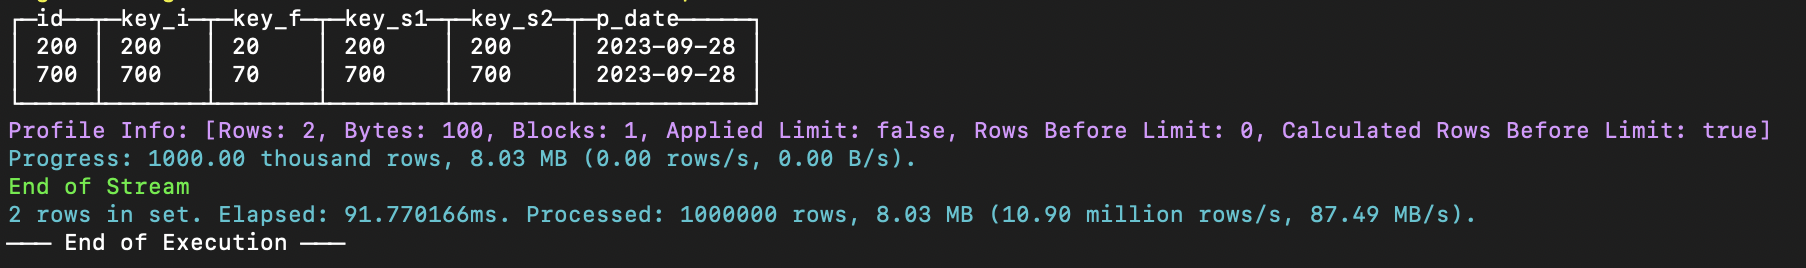 id key_i key_f key_s1 key_s2 p_date
200 200 20 200 200 2023-09-28
700 700 70 700 700 2023-09-28
Profile Info: [Rows: 2, Bytes: 100, Blocks: 1, Applied Limit: false, Rows Before Limit: 0, Calculated Rows Before Limit: true]
Progress: 1000.00 thousand rows, 8.03 MB (0.00 rows/s, 0.00 B/s).
End of Stream
2 rows in set. Elapsed: 91.770166ms. Processed: 1000000 rows, 8.03 MB (10.90 million rows/s, 87.49 MB/s).
——— End of Execution ———